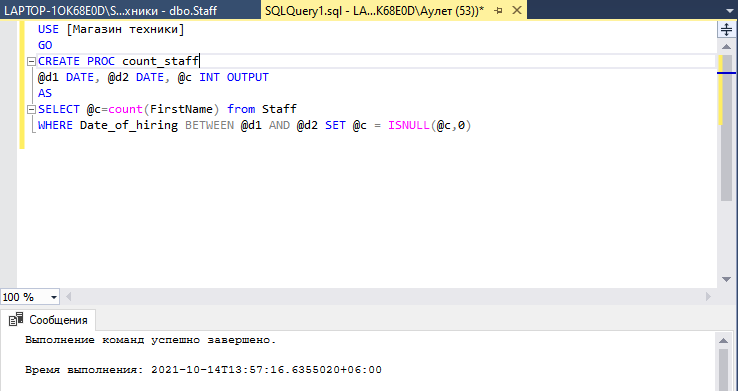 LAPTOP-1OK68E0D\S...хники - dbo.Staff
SQLQuery1.sql - LA...K68E0D\Аулет (53))*
USE [Магазин техники]
GO
CREATE PROC count_staff
@d1 DATE, @d2 DATE, @c INT OUTPUT
AS
SELECT @c=count(FirstName) from Staff
WHERE Date_of_hiring BETWEEN @d1 AND @d2 SET @c = ISNULL(@c,0)
100 %
Сообщения
Выполнение команд успешно завершено.
Время выполнения: 2021-10-14T13:57:16.6355020+06:00